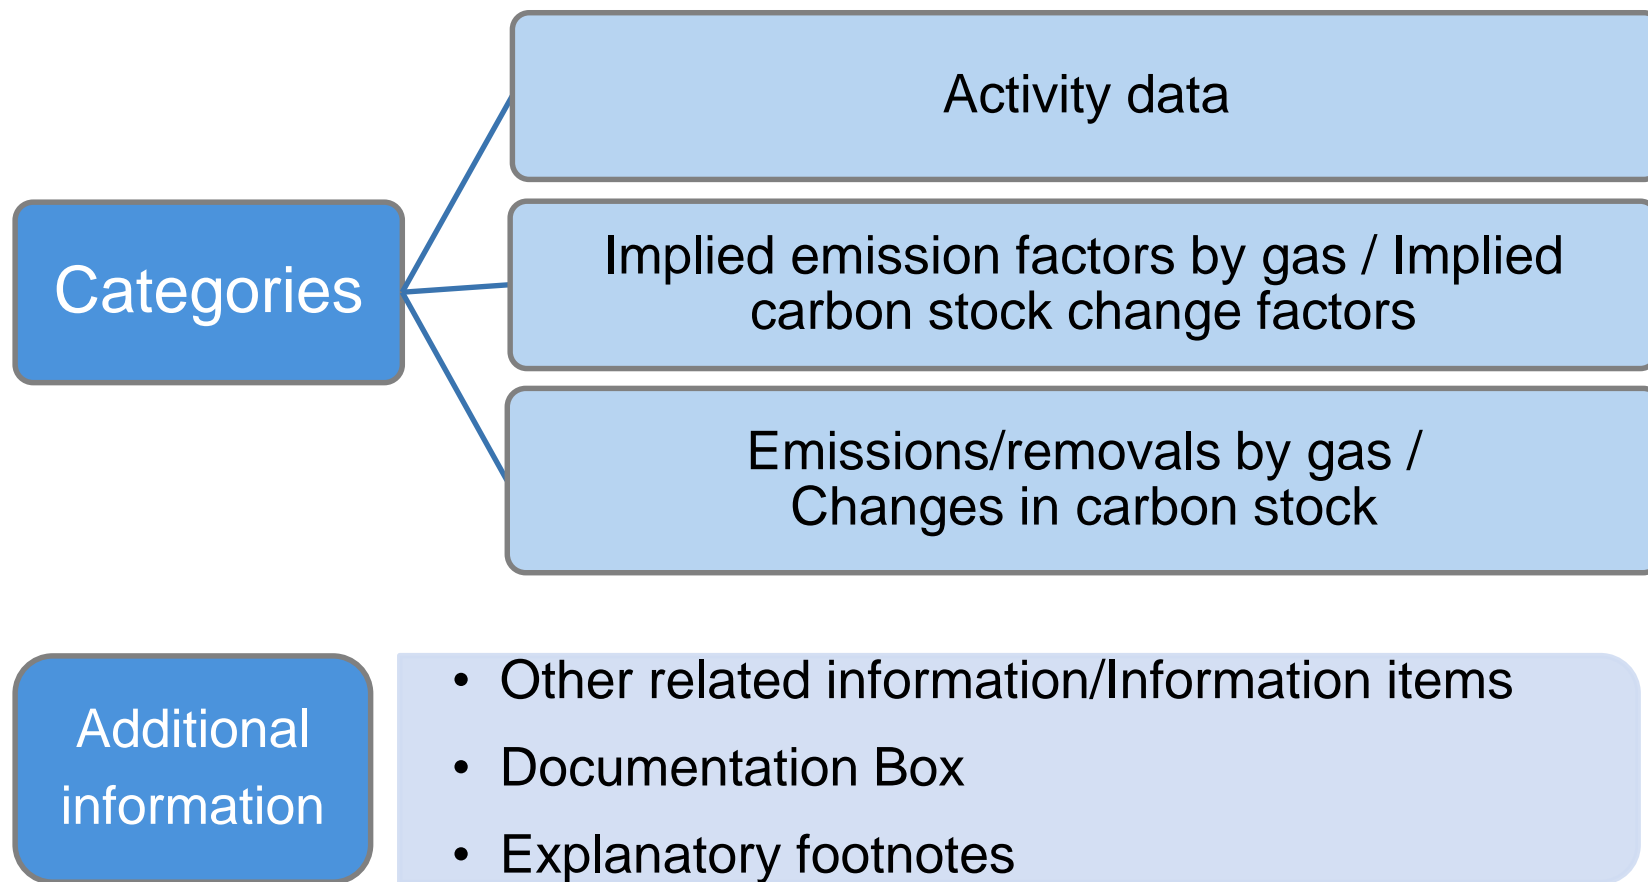 Activity data
Categories
Implied emission factors by gas / Implied
carbon stock change factors
Emissions/removals by gas /
Changes in carbon stock
Additional
information
• Other related information/Information items
• Documentation Box
• Explanatory footnotes